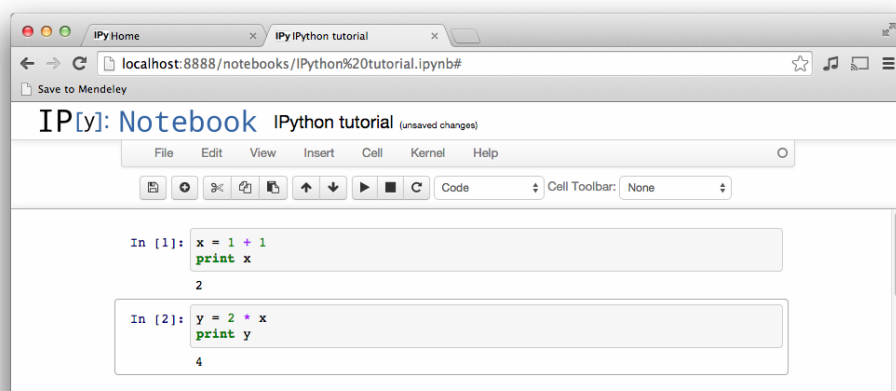 IPy Home
IPy IPython tutorial
localhost:8888/notebooks/IPython%20tutorial.ipynb#
Save to Mendeley
IP[y]: Notebook IPython tutorial (unsaved changes)
File Edit View Insert Cell Kernel Help
Code Cell Toolbar: None
In [1]: x = 1 + 1
print x
2
In [2]: y = 2 * x
print y
4